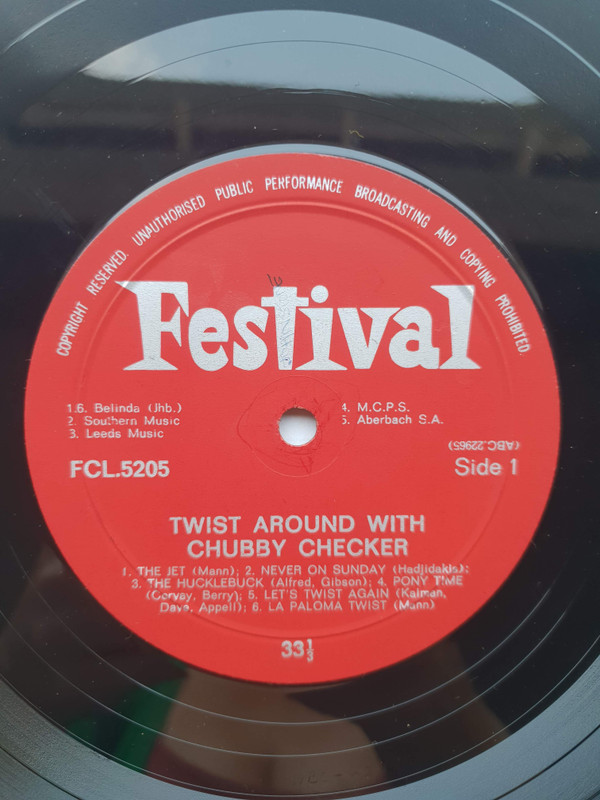 COPYRIGHT RESERVED. UNAUTHORISED PUBLIC PERFORMANCE BROADCASTING AND COPYING PROHIBITED.
Festival
1.6. Belinda (Jhb.)
2. Southern Music
3. Leeds Music
4. M.C.P.S.
5. Aberbach S.A.
(ABC.22965)
FCL.5205
Side 1
TWIST AROUND WITH
CHUBBY CHECKER
1. THE JET (Mann); 2. NEVER ON SUNDAY (Hadjidakis);
3. THE HUCKLEBUCK (Alfred, Gibson); 4. PONY TIME
(Corvay, Berry); 5. LET'S TWIST AGAIN (Kalman,
Dave, Appell); 6. LA PALOMA TWIST (Mann)
33⅓